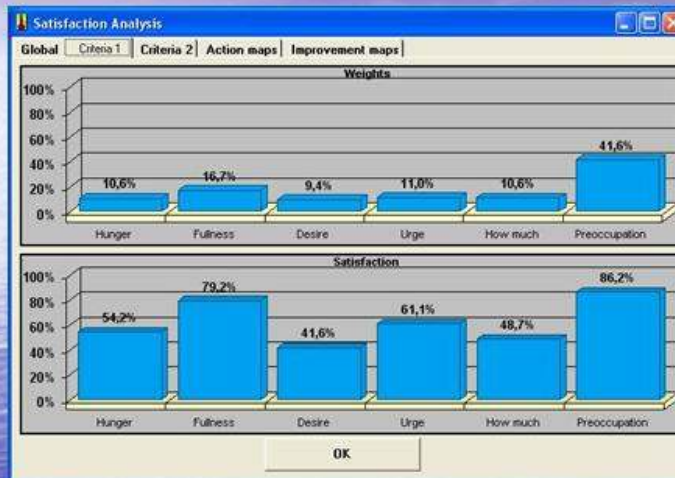 Satisfaction Analysis
Global Criteria 1 Criteria 2 Action maps Improvement maps
Weights
100%
80%
60%
40%
20%
0%
10,6% 16,7% 9,4% 11,0% 10,6% 41,6%
Hunger Fullness Desire Urge How much Preoccupation
Satisfaction
100%
80%
60%
40%
20%
0%
54,2% 79,2% 41,6% 61,1% 48,7% 86,2%
Hunger Fullness Desire Urge How much Preoccupation
OK